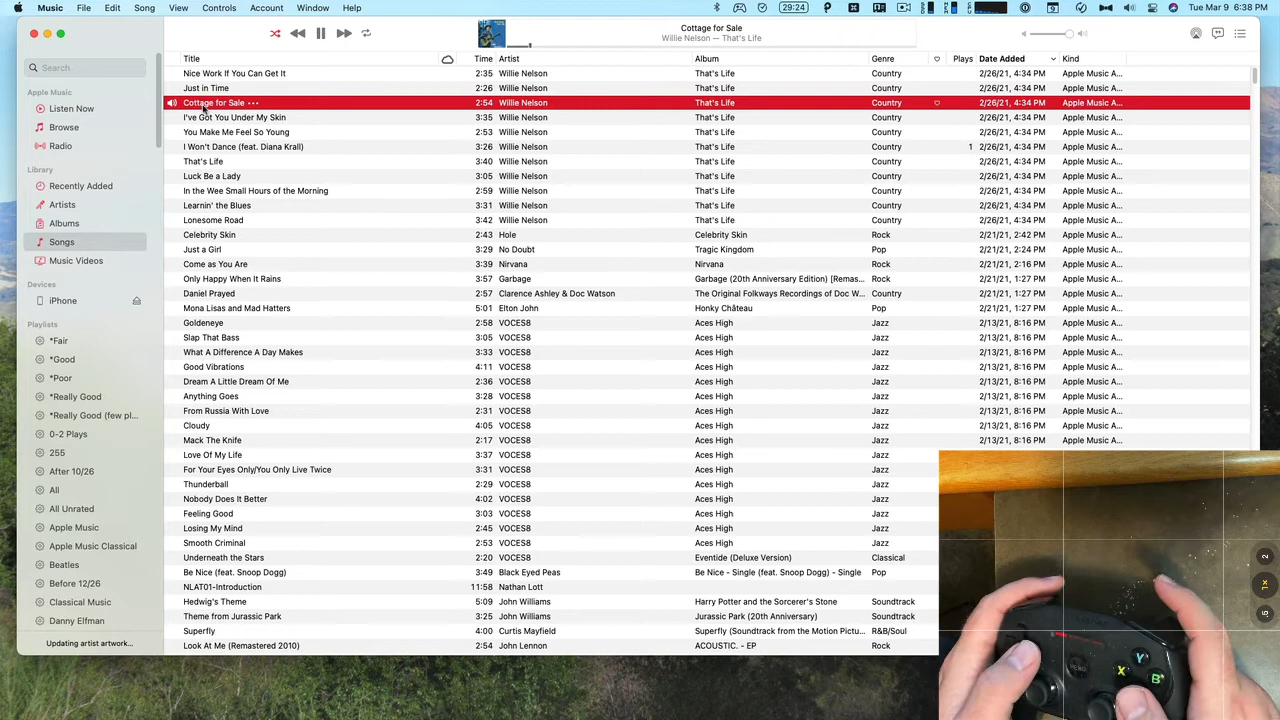 Music File Edit View Song Controls Account Window Help 29:24 Tue Mar 9 6:38 PM
Cottage for Sale
Willie Nelson — That's Life
Search
Apple Music
Listen Now
Browse
Radio
Library
Recently Added
Artists
Albums
Songs
Music Videos
Devices
iPhone
Playlists
*Fair
*Good
*Poor
*Really Good
*Really Good (few pl...
0-2 Plays
255
After 10/26
All
All Unrated
Apple Music
Apple Music Classical
Beatles
Before 12/26
Classical Music
Danny Elfman
Updating artist artwork...
Title Time Artist Album Genre Plays Date Added Kind
Nice Work If You Can Get It 2:35 Willie Nelson That's Life Country 2/26/21, 4:34 PM Apple Music A...
Just in Time 2:26 Willie Nelson That's Life Country 2/26/21, 4:34 PM Apple Music A...
Cottage for Sale ••• 2:54 Willie Nelson That's Life Country 2/26/21, 4:34 PM Apple Music A...
I've Got You Under My Skin 3:35 Willie Nelson That's Life Country 2/26/21, 4:34 PM Apple Music A...
You Make Me Feel So Young 2:53 Willie Nelson That's Life Country 2/26/21, 4:34 PM Apple Music A...
I Won't Dance (feat. Diana Krall) 3:26 Willie Nelson That's Life Country 1 2/26/21, 4:34 PM Apple Music A...
That's Life 3:40 Willie Nelson That's Life Country 2/26/21, 4:34 PM Apple Music A...
Luck Be a Lady 3:05 Willie Nelson That's Life Country 2/26/21, 4:34 PM Apple Music A...
In the Wee Small Hours of the Morning 2:59 Willie Nelson That's Life Country 2/26/21, 4:34 PM Apple Music A...
Learnin' the Blues 3:31 Willie Nelson That's Life Country 2/26/21, 4:34 PM Apple Music A...
Lonesome Road 3:42 Willie Nelson That's Life Country 2/26/21, 4:34 PM Apple Music A...
Celebrity Skin 2:43 Hole Celebrity Skin Rock 2/21/21, 2:42 PM Apple Music A...
Just a Girl 3:29 No Doubt Tragic Kingdom Pop 2/21/21, 2:24 PM Apple Music A...
Come as You Are 3:39 Nirvana Nirvana Rock 2/21/21, 2:16 PM Apple Music A...
Only Happy When It Rains 3:57 Garbage Garbage (20th Anniversary Edition) [Remas... Rock 2/21/21, 1:27 PM Apple Music A...
Daniel Prayed 2:57 Clarence Ashley & Doc Watson The Original Folkways Recordings of Doc W... Country 2/21/21, 1:27 PM Apple Music A...
Mona Lisas and Mad Hatters 5:01 Elton John Honky Château Pop 2/21/21, 1:27 PM Apple Music A...
Goldeneye 2:58 VOCES8 Aces High Jazz 2/13/21, 8:16 PM Apple Music A...
Slap That Bass 3:05 VOCES8 Aces High Jazz 2/13/21, 8:16 PM Apple Music A...
What A Difference A Day Makes 3:33 VOCES8 Aces High Jazz 2/13/21, 8:16 PM Apple Music A...
Good Vibrations 4:11 VOCES8 Aces High Jazz 2/13/21, 8:16 PM Apple Music A...
Dream A Little Dream Of Me 2:36 VOCES8 Aces High Jazz 2/13/21, 8:16 PM Apple Music A...
Anything Goes 3:28 VOCES8 Aces High Jazz 2/13/21, 8:16 PM Apple Music A...
From Russia With Love 2:31 VOCES8 Aces High Jazz 2/13/21, 8:16 PM Apple Music A...
Cloudy 4:05 VOCES8 Aces High Jazz 2/13/21, 8:16 PM Apple Music A...
Mack The Knife 2:17 VOCES8 Aces High Jazz 2/13/21, 8:16 PM Apple Music A...
Love Of My Life 3:37 VOCES8 Aces High Jazz
For Your Eyes Only/You Only Live Twice 3:31 VOCES8 Aces High Jazz
Thunderball 2:29 VOCES8 Aces High Jazz
Nobody Does It Better 4:02 VOCES8 Aces High Jazz
Feeling Good 3:03 VOCES8 Aces High Jazz
Losing My Mind 2:45 VOCES8 Aces High Jazz
Smooth Criminal 2:53 VOCES8 Aces High Jazz
Underneath the Stars 2:20 VOCES8 Eventide (Deluxe Version) Classical
Be Nice (feat. Snoop Dogg) 3:49 Black Eyed Peas Be Nice - Single (feat. Snoop Dogg) - Single Pop
NLAT01-Introduction 11:58 Nathan Lott
Hedwig's Theme 5:09 John Williams Harry Potter and the Sorcerer's Stone Soundtrack
Theme from Jurassic Park 3:25 John Williams Jurassic Park (20th Anniversary) Soundtrack
Superfly 4:00 Curtis Mayfield Superfly (Soundtrack from the Motion Pictu... R&B/Soul
Look At Me (Remastered 2010) 2:54 John Lennon ACOUSTIC. - EP Rock
2
1x
.5
Y
X
B